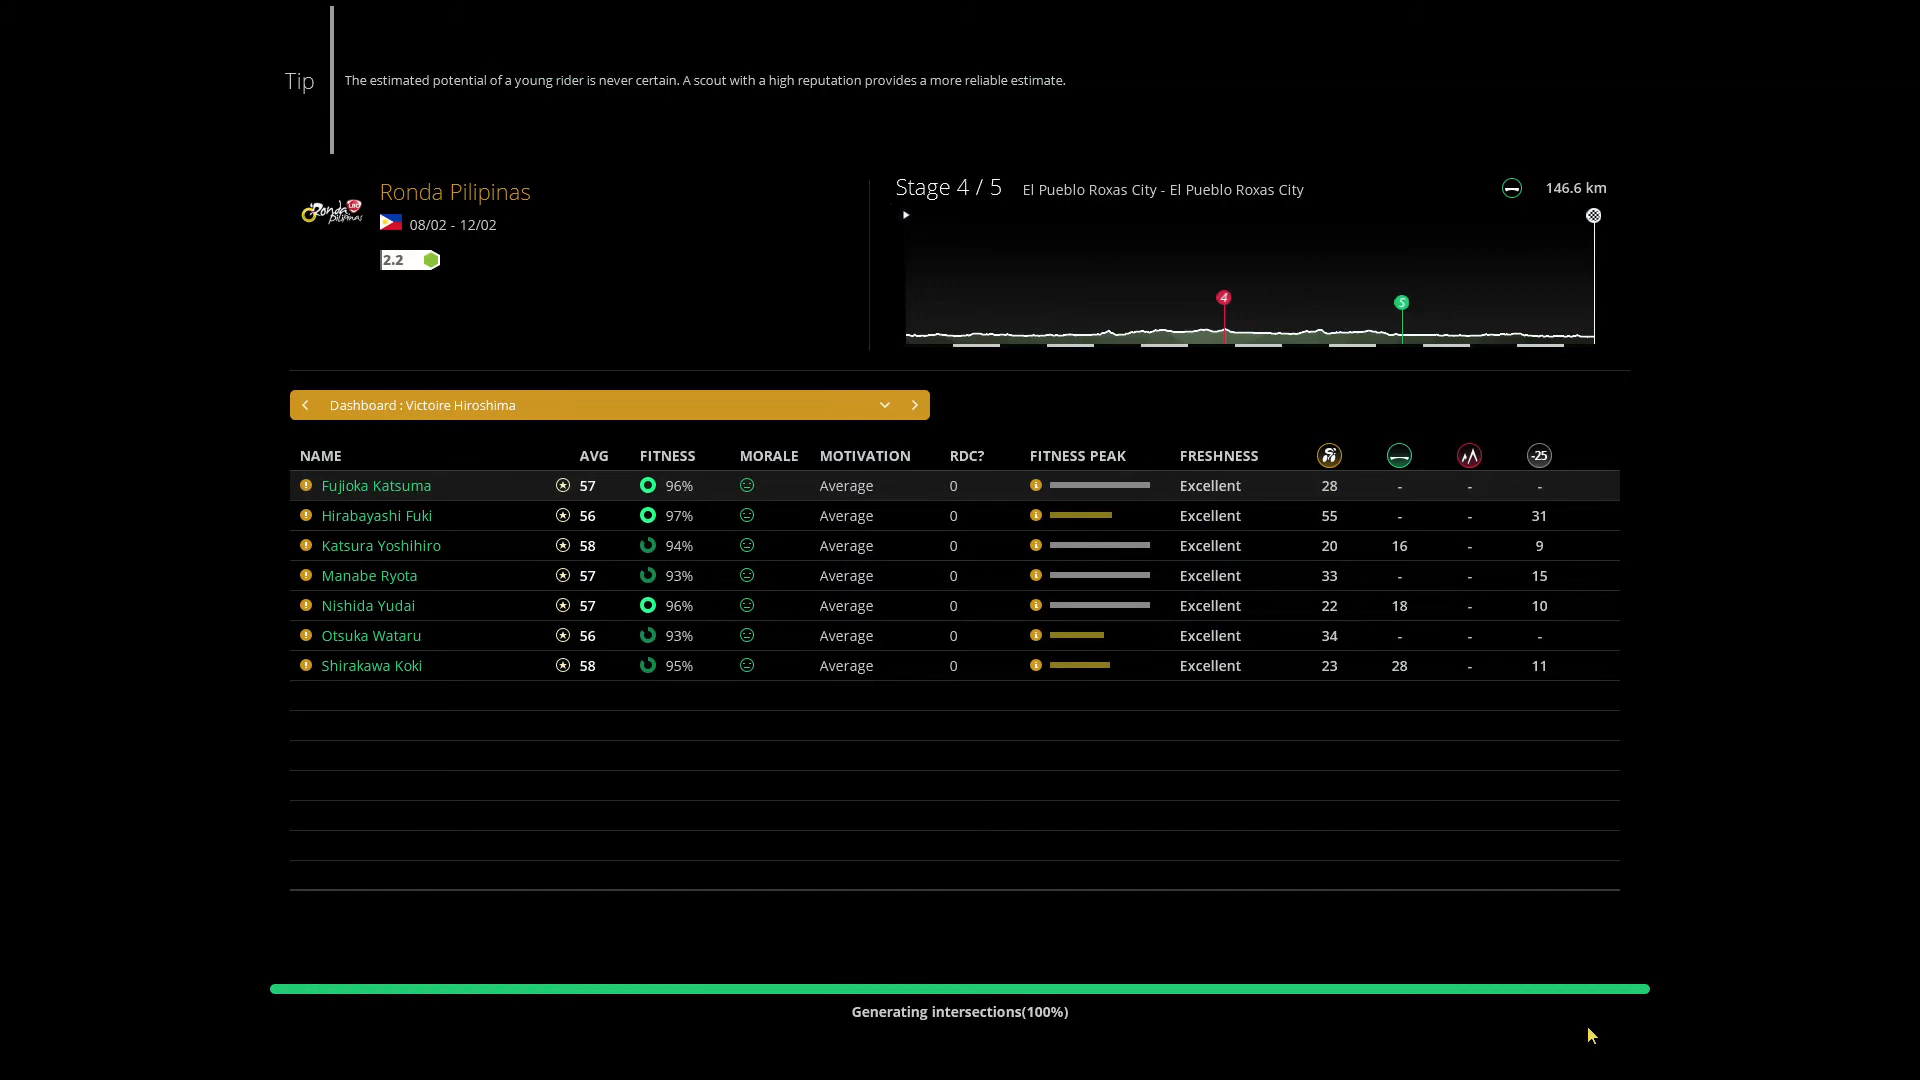 Tip
The estimated potential of a young rider is never certain. A scout with a high reputation provides a more reliable estimate.
Ronda Pilipinas
08/02 - 12/02
2.2
Stage 4 / 5 El Pueblo Roxas City - El Pueblo Roxas City 146.6 km
4
S
Dashboard : Victoire Hiroshima
NAME AVG FITNESS MORALE MOTIVATION RDC? FITNESS PEAK FRESHNESS -25
Fujioka Katsuma 57 96% Average 0 Excellent 28 - - -
Hirabayashi Fuki 56 97% Average 0 Excellent 55 - - 31
Katsura Yoshihiro 58 94% Average 0 Excellent 20 16 - 9
Manabe Ryota 57 93% Average 0 Excellent 33 - - 15
Nishida Yudai 57 96% Average 0 Excellent 22 18 - 10
Otsuka Wataru 56 93% Average 0 Excellent 34 - - -
Shirakawa Koki 58 95% Average 0 Excellent 23 28 - 11
Generating intersections(100%)